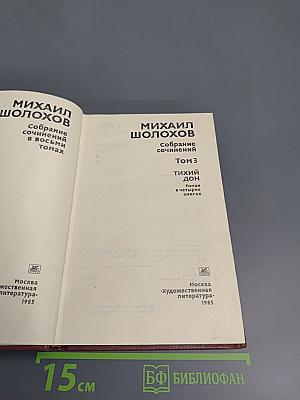 МИХАИЛ
ШОЛОХОВ
Собрание
сочинений
в восьми
томах
Москва
жественная
литература»
1985
МИХАИЛ
ШОЛОХОВ
Собрание
сочинений
Том 3
ТИХИЙ
ДОН
Роман
в четырех
книгах
Москва
«Художественная
литература»
1985
15 см
БФ БИБЛИОФАН